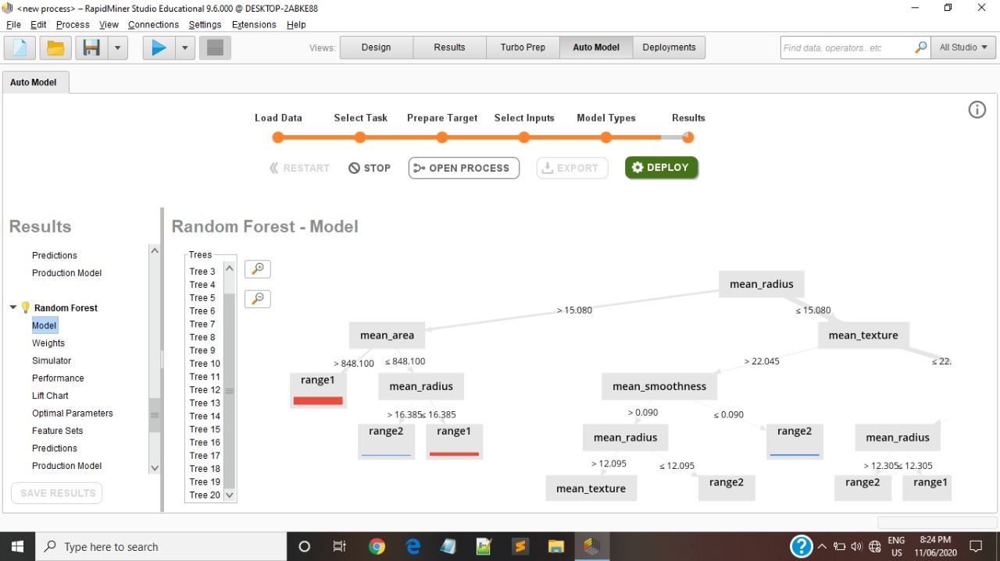 <new process> – RapidMiner Studio Educational 9.6.000 @ DESKTOP-2ABKE88
File Edit Process View Connections Settings Extensions Help
Views: Design Results Turbo Prep Auto Model Deployments
Find data, operators...etc
All Studio
Auto Model
Load Data Select Task Prepare Target Select Inputs Model Types Results
RESTART STOP OPEN PROCESS EXPORT DEPLOY
Results
Predictions
Production Model
Random Forest
Model
Weights
Simulator
Performance
Lift Chart
Optimal Parameters
Feature Sets
Predictions
Production Model
SAVE RESULTS
Random Forest - Model
Trees
Tree 3
Tree 4
Tree 5
Tree 6
Tree 7
Tree 8
Tree 9
Tree 10
Tree 11
Tree 12
Tree 13
Tree 14
Tree 15
Tree 16
Tree 17
Tree 18
Tree 19
Tree 20
mean_radius
> 15.080 ≤ 15.080
mean_area mean_texture
> 848.100 ≤ 848.100 > 22.045 ≤ 22.
range1 mean_radius mean_smoothness
> 16.385 ≤ 16.385 > 0.090 ≤ 0.090
range2 range1 mean_radius range2 mean_radius
> 12.095 ≤ 12.095 > 12.305 ≤ 12.305
mean_texture range2 range2 range1
Type here to search
ENG
US
8:24 PM
11/06/2020